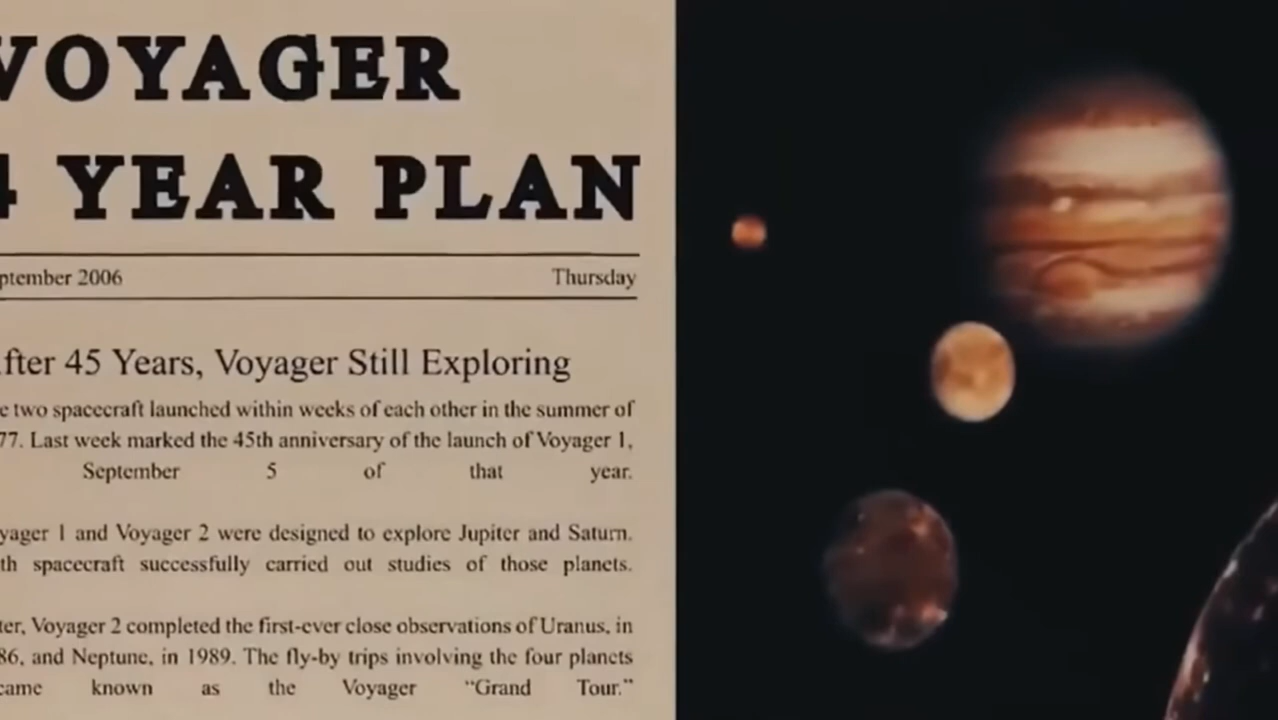 VOYAGER
4 YEAR PLAN
ptember 2006 Thursday
fter 45 Years, Voyager Still Exploring
e two spacecraft launched within weeks of each other in the summer of
77. Last week marked the 45th anniversary of the launch of Voyager 1,
September 5 of that year.
yager 1 and Voyager 2 were designed to explore Jupiter and Saturn.
th spacecraft successfully carried out studies of those planets.
ter, Voyager 2 completed the first-ever close observations of Uranus, in
86, and Neptune, in 1989. The fly-by trips involving the four planets
came known as the Voyager “Grand Tour.”